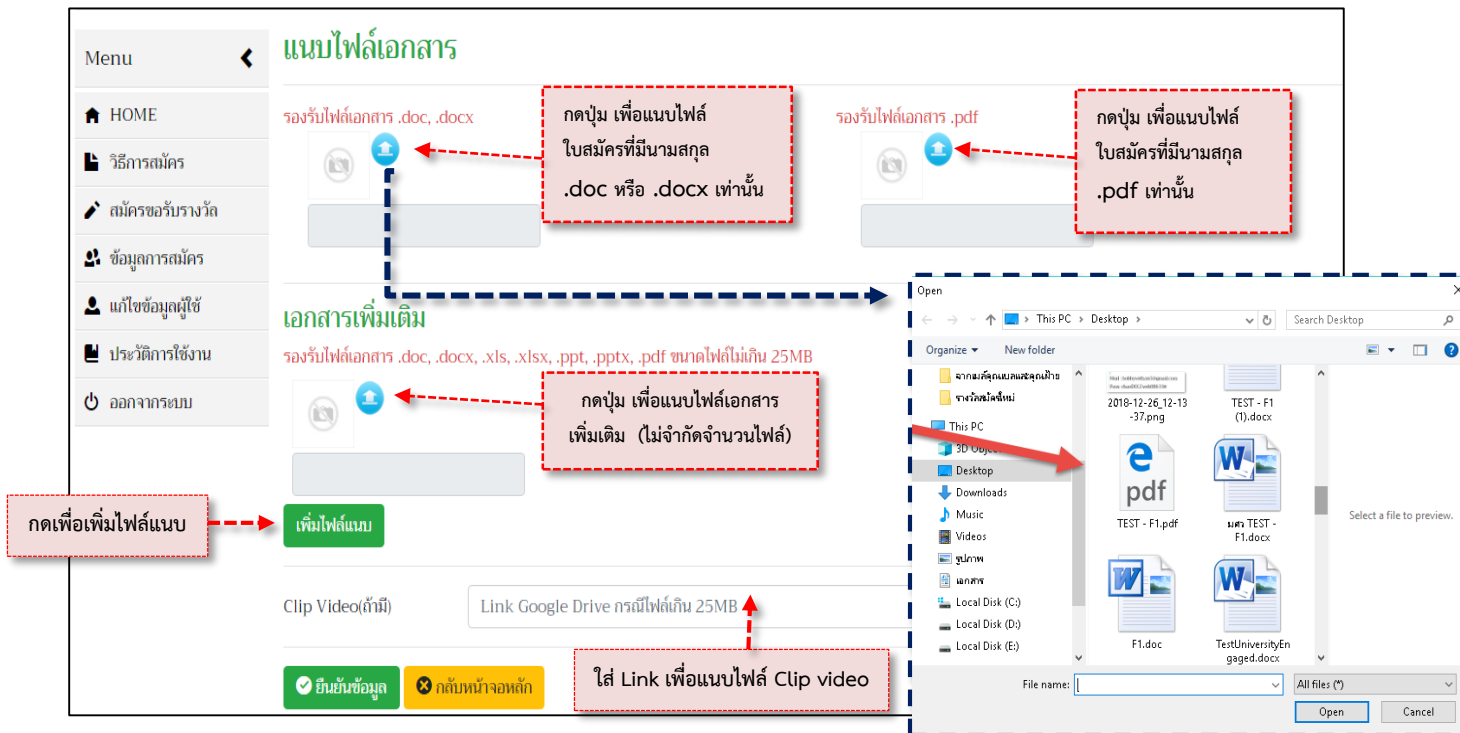 Menu
HOME
วิธีการสมัคร
สมัครขอรับรางวัล
ข้อมูลการสมัคร
แก้ไขข้อมูลผู้ใช้
ประวัติการใช้งาน
ออกจากระบบ
แนบไฟล์เอกสาร
รองรับไฟล์เอกสาร .doc, .docx
กดปุ่ม เพื่อแนบไฟล์
ใบสมัครที่มีนามสกุล
.doc หรือ .docx เท่านั้น
รองรับไฟล์เอกสาร .pdf
กดปุ่ม เพื่อแนบไฟล์
ใบสมัครที่มีนามสกุล
.pdf เท่านั้น
เอกสารเพิ่มเติม
รองรับไฟล์เอกสาร .doc, .docx, .xls, .xlsx, .ppt, .pptx, .pdf ขนาดไฟล์ไม่เกิน 25MB
กดปุ่ม เพื่อแนบไฟล์เอกสาร
เพิ่มเติม (ไม่จำกัดจำนวนไฟล์)
กดเพื่อเพิ่มไฟล์แนบ
เพิ่มไฟล์แนบ
Clip Video(ถ้ามี)
Link Google Drive กรณีไฟล์เกิน 25MB
ใส่ Link เพื่อแนบไฟล์ Clip video
ยืนยันข้อมูล
กลับหน้าจอหลัก
Open
This PC > Desktop >
Search Desktop
Organize
New folder
This PC
3D Objec
Desktop
Downloads
Music
Videos
รูปภาพ
เอกสาร
Local Disk (C:)
Local Disk (D:)
Local Disk (E:)
2018-12-26_12-13
-37.png
TEST - F1
(1).docx
pdf
TEST - F1.pdf
มศว TEST -
F1.docx
F1.doc
TestUniversityEn
gaged.docx
Select a file to preview.
File name:
All files (*)
Open
Cancel